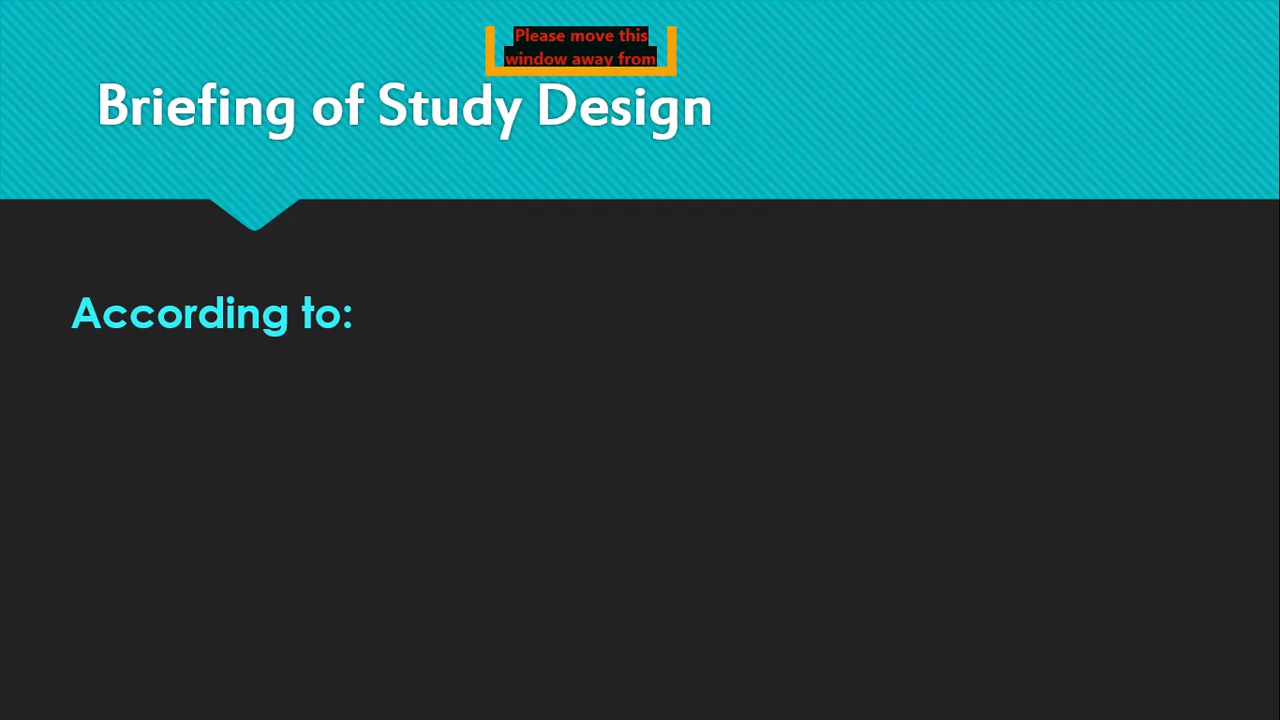 Please move this
window away from
Briefing of Study Design
According to: